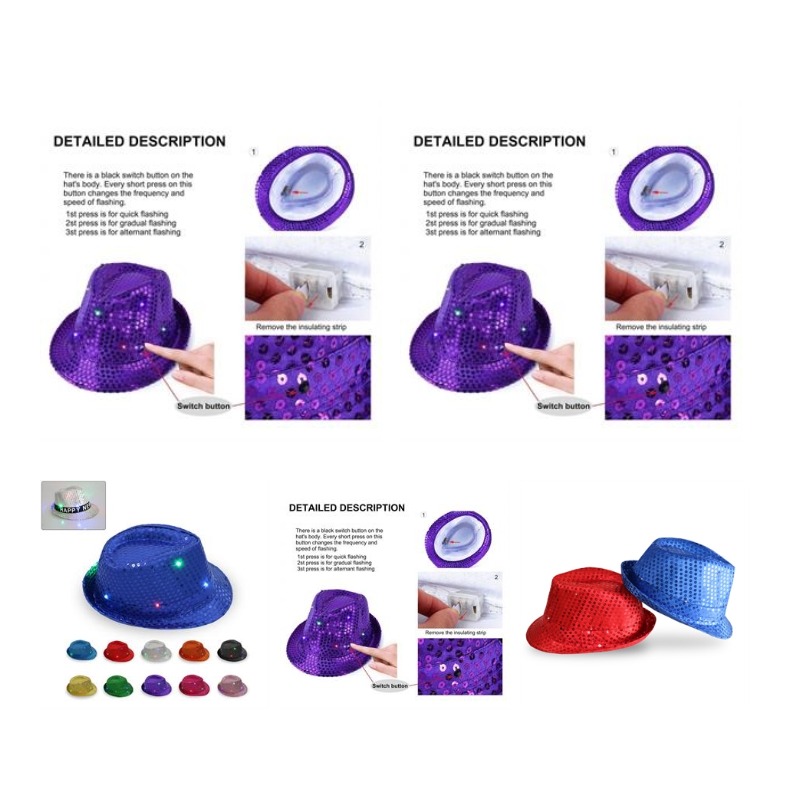 DETAILED DESCRIPTION
1
There is a black switch button on the
hat's body. Every short press on this
button changes the frequency and
speed of flashing.
1st press is for quick flashing
2st press is for gradual flashing
3st press is for alternant flashing
2
Remove the insulating strip
Switch button
DETAILED DESCRIPTION
1
There is a black switch button on the
hat's body. Every short press on this
button changes the frequency and
speed of flashing.
1st press is for quick flashing
2st press is for gradual flashing
3st press is for alternant flashing
2
Remove the insulating strip
Switch button
HAPPY
DETAILED DESCRIPTION
1
There is a black switch button on the
hat's body. Every short press on this
button changes the frequency and
speed of flashing.
1st press is for quick flashing
2st press is for gradual flashing
3st press is for alternant flashing
2
Remove the insulating strip
Switch button